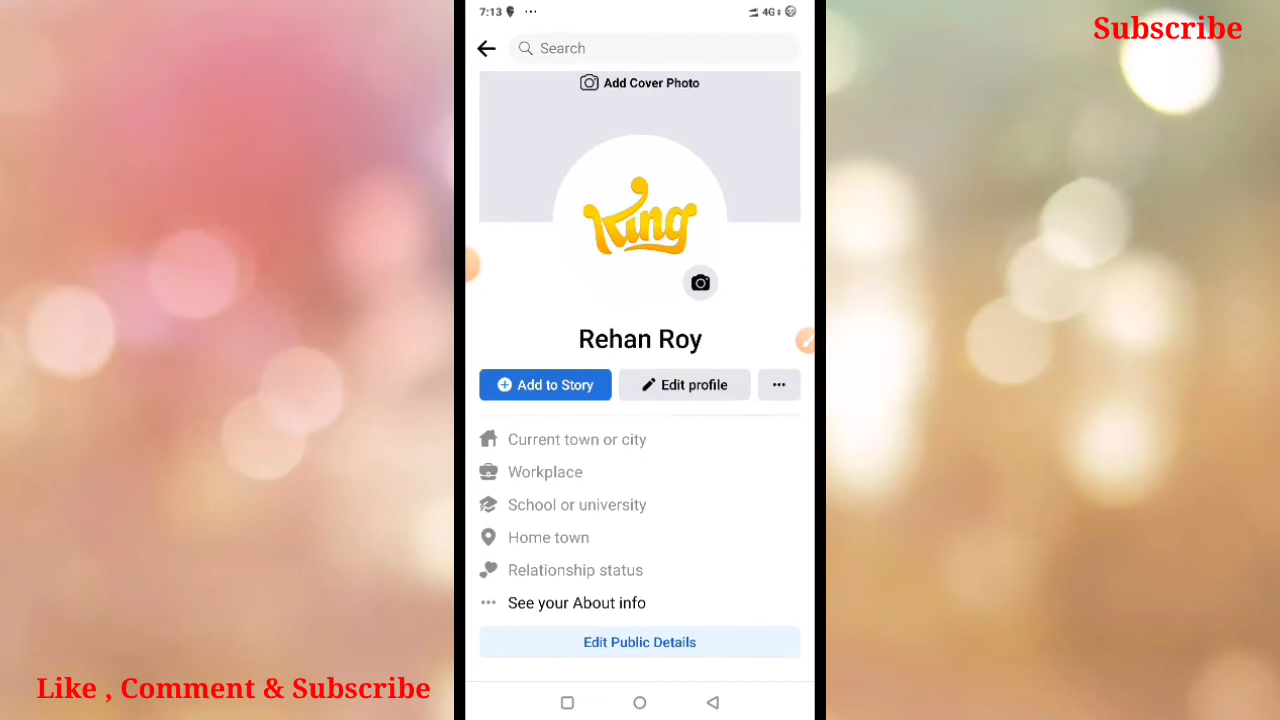 7:13 ...
4G
Subscribe
Search
Add Cover Photo
King
Rehan Roy
Add to Story
Edit profile
...
Current town or city
Workplace
School or university
Home town
Relationship status
... See your About info
Edit Public Details
Like , Comment & Subscribe